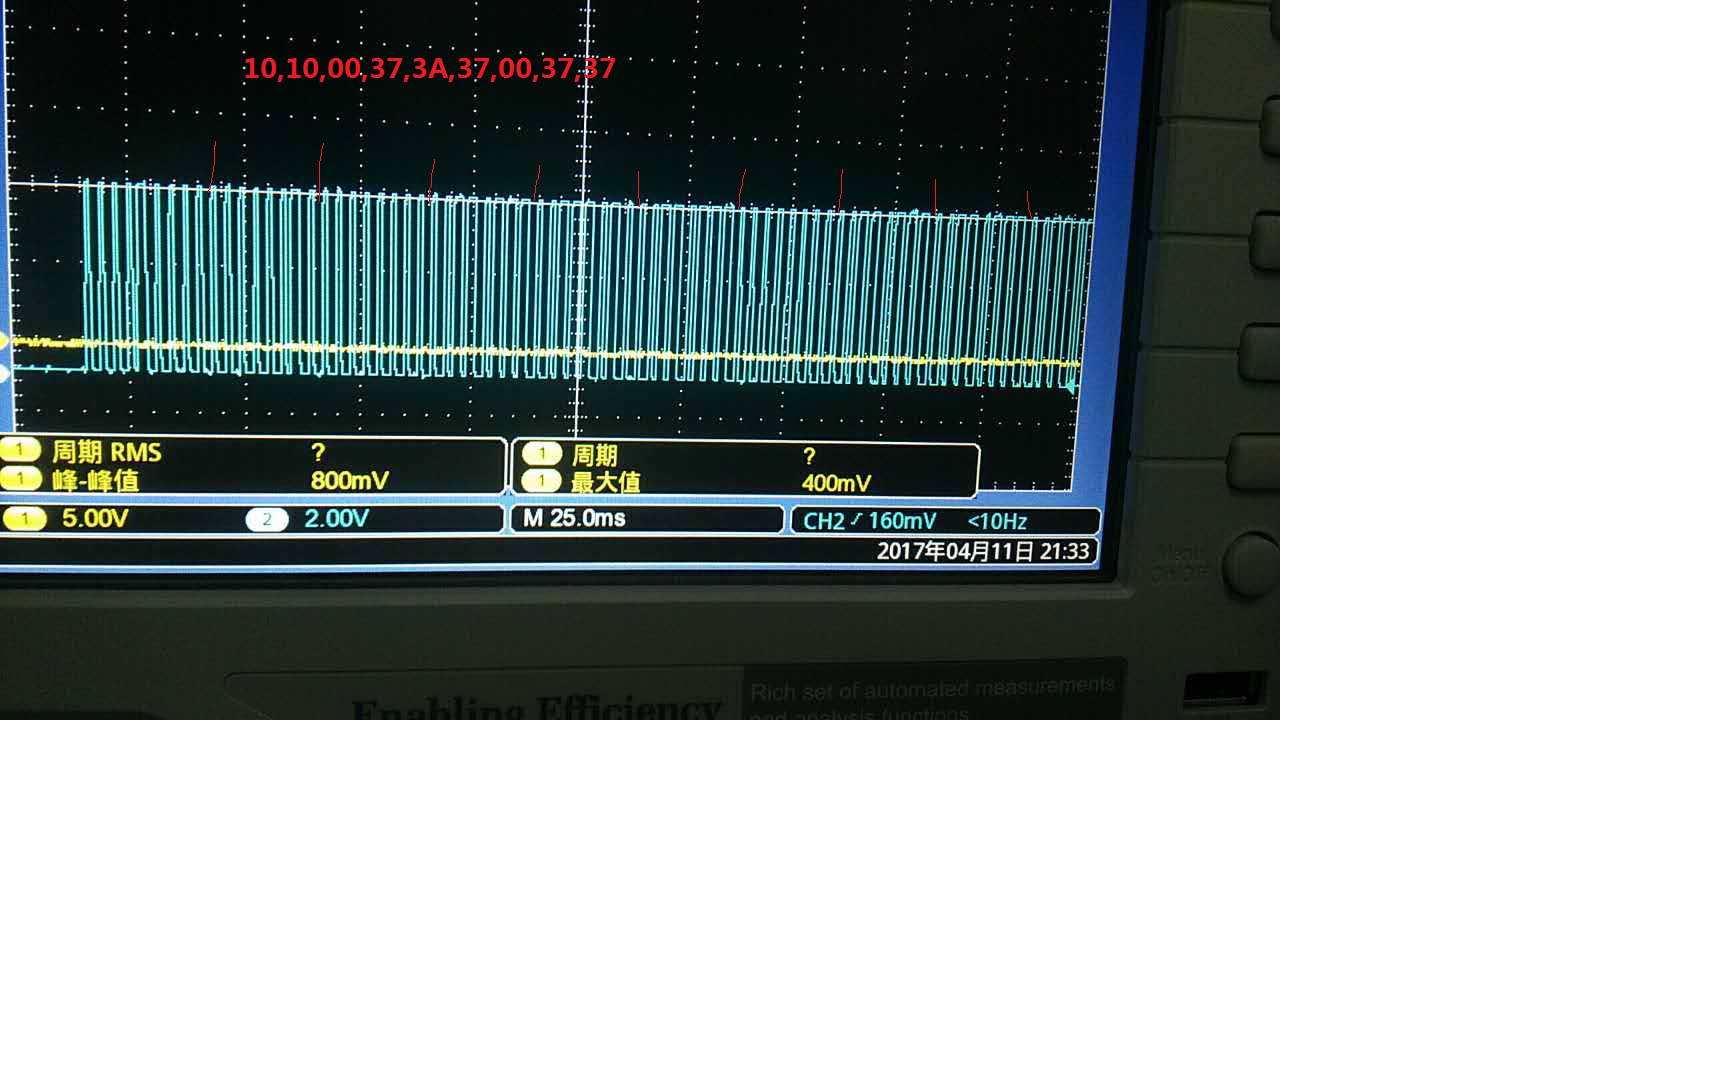 10,10,00,37,3A,37,00,37,37
1 周期 RMS ?
1 峰-峰值 800mV
1 周期 ?
1 最大值 400mV
1 5.00V 2 2.00V M 25.0ms CH2 160mV <10Hz
2017年04月11日 21:33
Enabling Efficiency
Rich set of automated measurements
and analysis functions